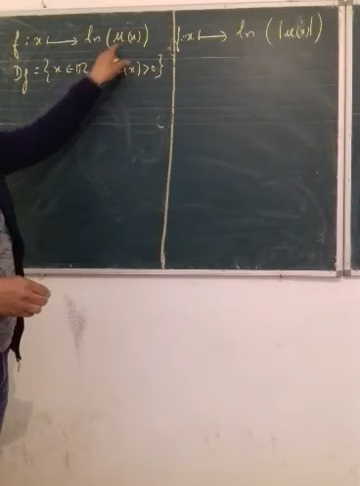 f : x ⟼ ln (u(x))
Df = {x ∈ (x) > 0}
f : x ⟼ ln (|u(x)|)